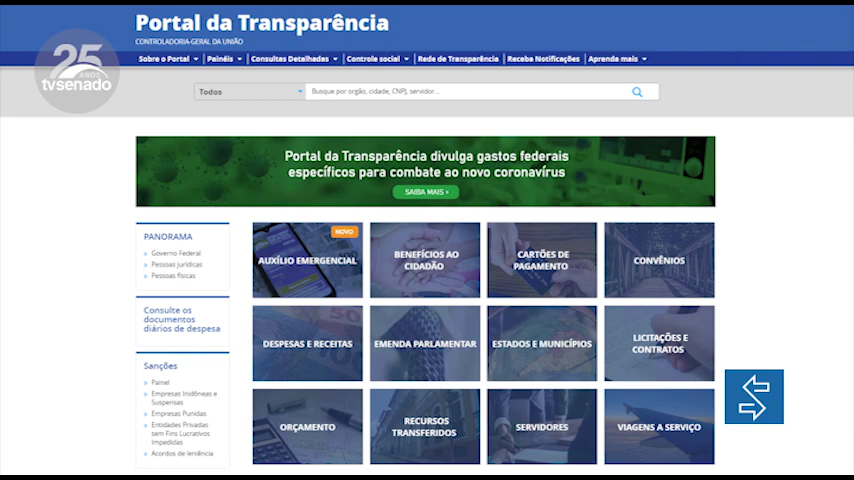 Portal da Transparência
CONTROLADORIA-GERAL DA UNIÃO
25
ANOS
tvsenado
Sobre o Portal
Painéis
Consultas Detalhadas
Controle social
Rede de Transparência
Receba Notificações
Aprenda mais
Todos
Busque por orgão, cidade, CNPJ, servidor...
Portal da Transparência divulga gastos federais
específicos para combate ao novo coronavírus
SAIBA MAIS ›
PANORAMA
Governo Federal
Pessoas jurídicas
Pessoas físicas
Consulte os
documentos
diários de despesa
Sanções
Painel
Empresas Inidôneas e
Suspensas
Empresas Punidas
Entidades Privadas
sem Fins Lucrativos
Impedidas
Acordos de leniência
NOVO
AUXÍLIO EMERGENCIAL
BENEFÍCIOS AO
CIDADÃO
CARTÕES DE
PAGAMENTO
CONVÊNIOS
DESPESAS E RECEITAS
EMENDA PARLAMENTAR
ESTADOS E MUNICÍPIOS
LICITAÇÕES E
CONTRATOS
ORÇAMENTO
RECURSOS
TRANSFERIDOS
SERVIDORES
VIAGENS A SERVIÇO